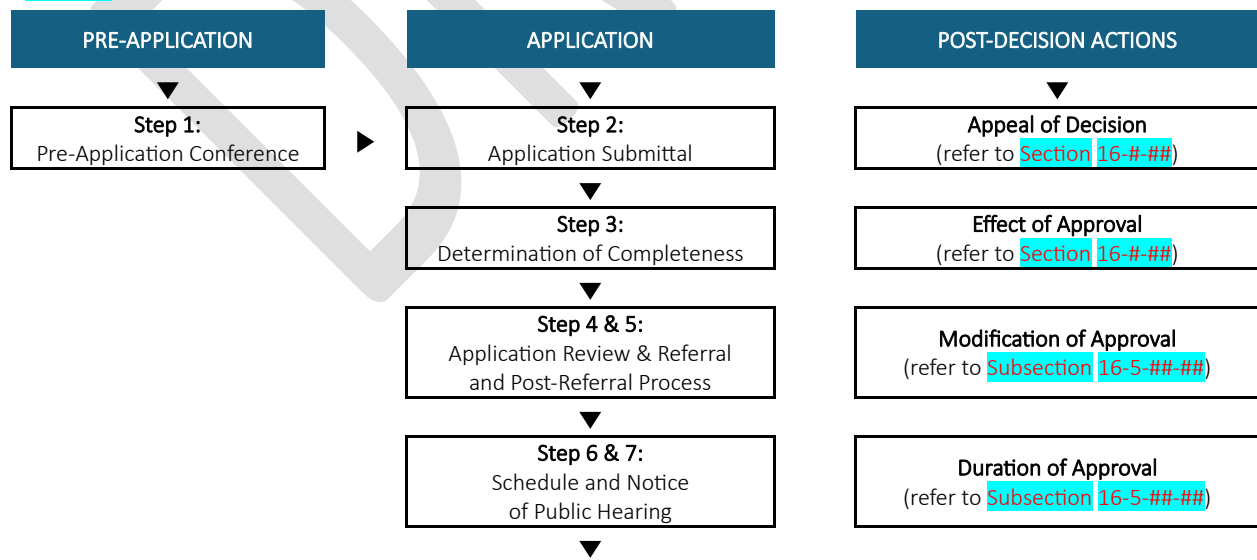 PRE-APPLICATION
Step 1:
Pre-Application Conference
APPLICATION
Step 2:
Application Submittal
Step 3:
Determination of Completeness
Step 4 & 5:
Application Review & Referral
and Post-Referral Process
Step 6 & 7:
Schedule and Notice
of Public Hearing
POST-DECISION ACTIONS
Appeal of Decision
(refer to Section 16-#-##)
Effect of Approval
(refer to Section 16-#-##)
Modification of Approval
(refer to Subsection 16-5-##-##)
Duration of Approval
(refer to Subsection 16-5-##-##)